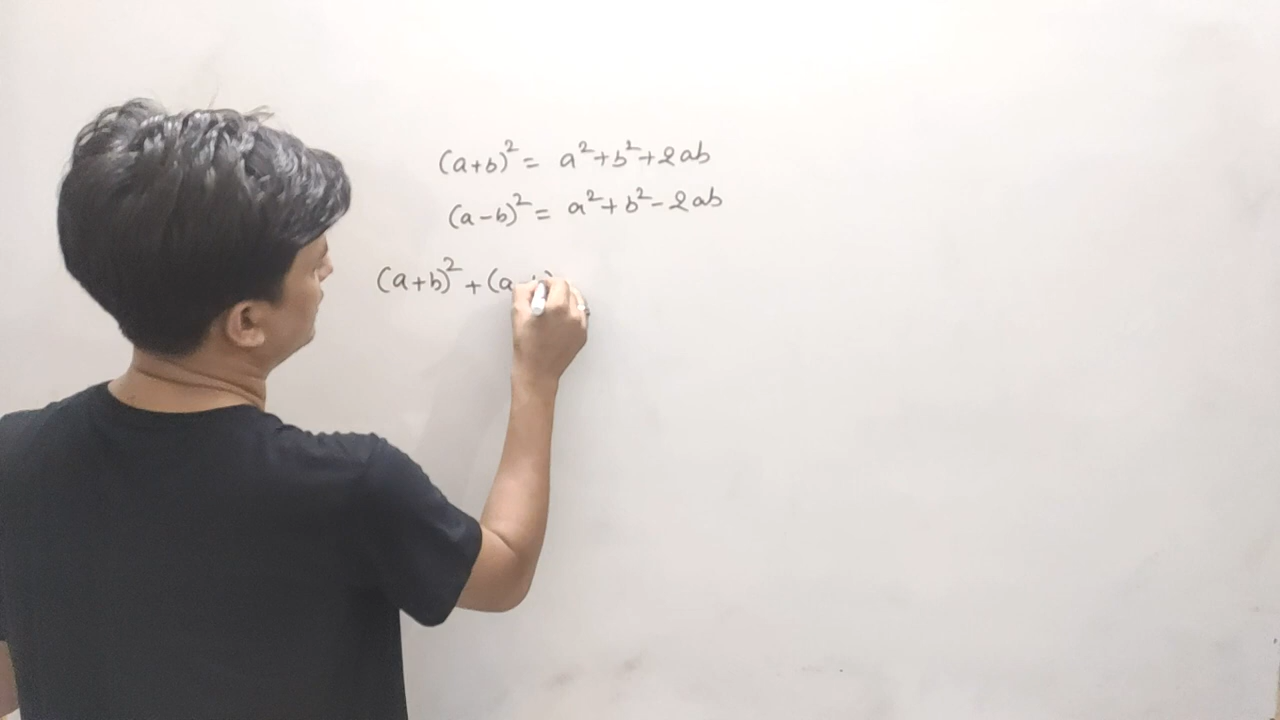 (a+b)² = a²+b²+2ab
(a-b)² = a²+b²-2ab
(a+b)² + (a